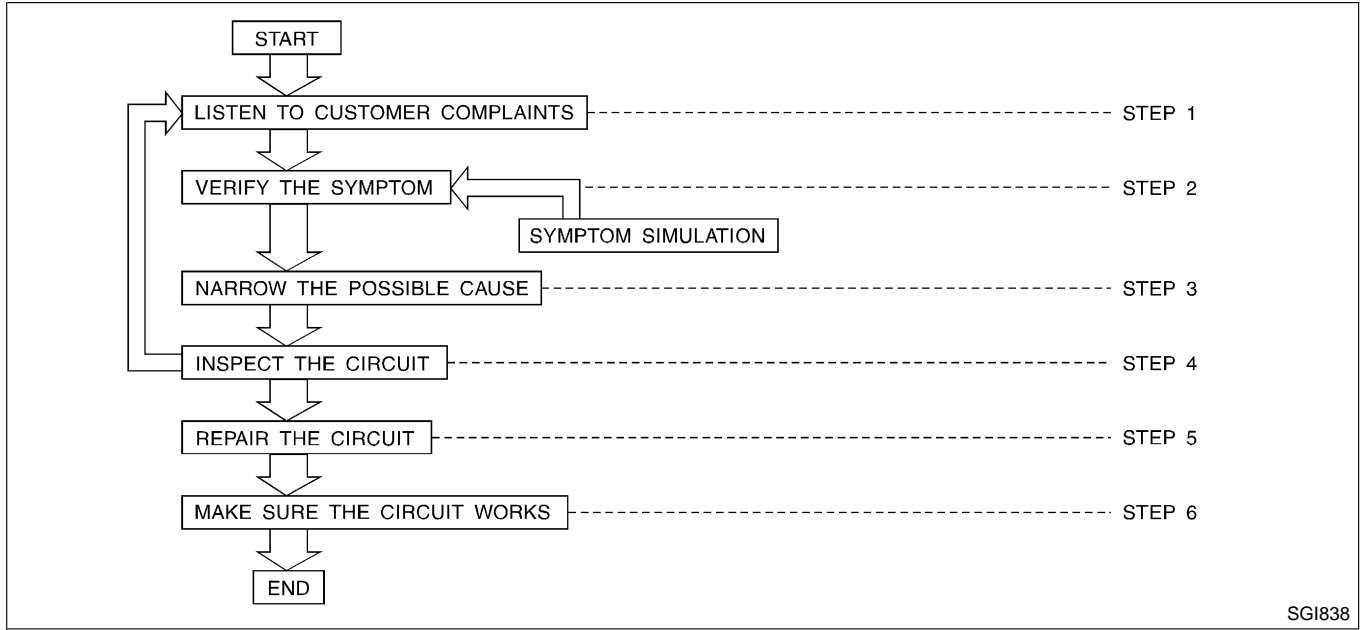 START
LISTEN TO CUSTOMER COMPLAINTS STEP 1
VERIFY THE SYMPTOM STEP 2
SYMPTOM SIMULATION
NARROW THE POSSIBLE CAUSE STEP 3
INSPECT THE CIRCUIT STEP 4
REPAIR THE CIRCUIT STEP 5
MAKE SURE THE CIRCUIT WORKS STEP 6
END
SGI838